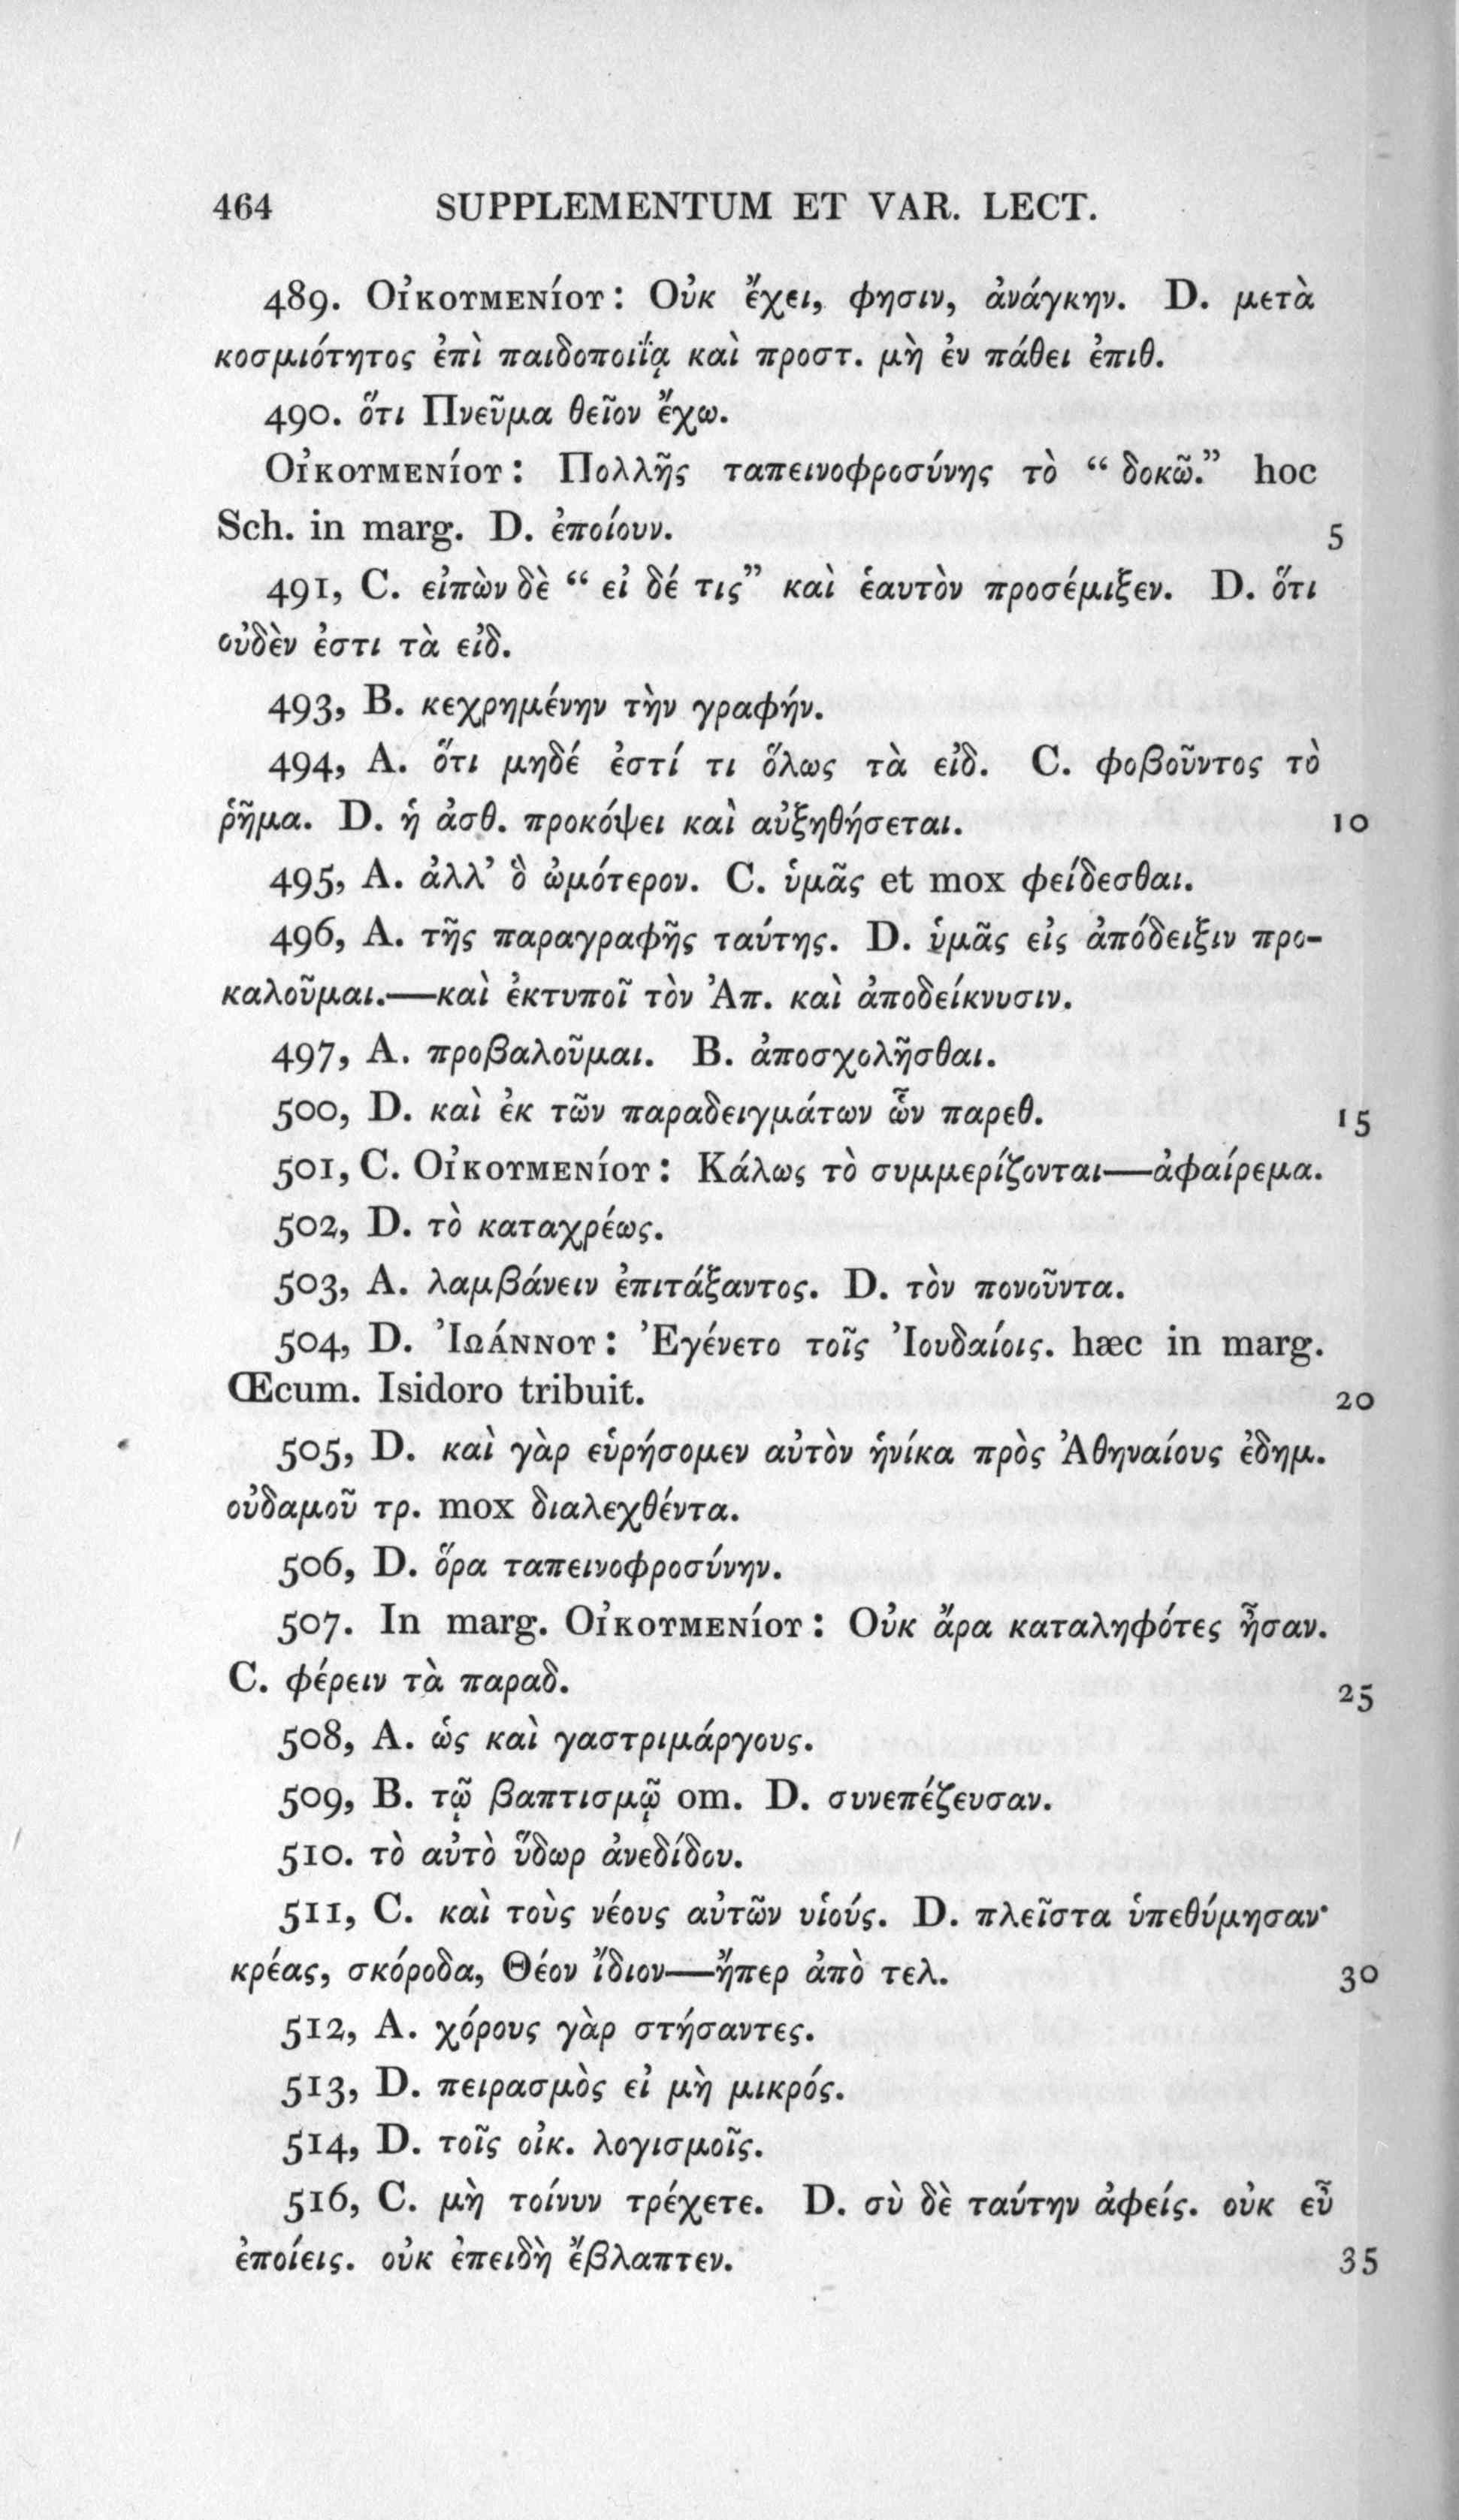 464 SUPPLEMENTUM ET VAR. LECT.
489. Οἰκουμενίου: Οὐκ ἔχει, φησιν, ἀνάγκην. D. μετὰ
κοσμιότητος ἐπὶ παιδοποιΐᾳ καὶ προστ. μὴ ἐν πάθει ἐπιθ.
490. ὅτι Πνεῦμα θεῖον ἔχω.
Οἰκουμενίου: Πολλῆς ταπεινοφροσύνης τὸ “ δοκῶ.” hoc
Sch. in marg. D. ἐποίουν. 5
491, C. εἰπὼν δὲ “ εἰ δέ τις” καὶ ἑαυτὸν προσέμιξεν. D. ὅτι
οὐδὲν ἐστι τὰ εἰδ.
493, B. κεχρημένην τὴν γραφήν.
494, A. ὅτι μηδέ ἐστί τι ὅλως τὰ εἰδ. C. φοβοῦντος τὸ
ῥῆμα. D. ἡ ἀσθ. προκόψει καὶ αὐξηθήσεται. 10
495, A. ἀλλ’ ὃ ὠμότερον. C. ὑμᾶς et mox φείδεσθαι.
496, A. τῆς παραγραφῆς ταύτης. D. ὑμᾶς εἰς ἀπόδειξιν προ-
καλοῦμαι.—καὶ ἐκτυποῖ τὸν Ἀπ. καὶ ἀποδείκνυσιν.
497, A. προβαλοῦμαι. B. ἀποσχολῆσθαι.
500, D. καὶ ἐκ τῶν παραδειγμάτων ὧν παρεθ. 15
501, C. Οἰκουμενίου: Κάλως τὸ συμμερίζονται—ἀφαίρεμα.
502, D. τὸ καταχρέως.
503, A. λαμβάνειν ἐπιτάξαντος. D. τὸν πονοῦντα.
504, D. Ἰωάννου: Ἐγένετο τοῖς Ἰουδαίοις. hæc in marg.
Œcum. Isidoro tribuit. 20
505, D. καὶ γὰρ εὑρήσομεν αὐτὸν ἡνίκα πρὸς Ἀθηναίους ἐδημ.
οὐδαμοῦ τρ. mox διαλεχθέντα.
506, D. ὅρα ταπεινοφροσύνην.
507. In marg. Οἰκουμενίου: Οὐκ ἄρα καταληφότες ἦσαν.
C. φέρειν τὰ παραδ. 25
508, A. ὡς καὶ γαστριμάργους.
509, B. τῷ βαπτισμῷ om. D. συνεπέζευσαν.
510. τὸ αὐτὸ ὕδωρ ἀνεδίδου.
511, C. καὶ τοὺς νέους αὐτῶν υἱούς. D. πλεῖστα ὑπεθύμησαν·
κρέας, σκόροδα, Θέον ἴδιον—ἤπερ ἀπὸ τελ. 30
512, A. χόρους γὰρ στήσαντες.
513, D. πειρασμὸς εἰ μὴ μικρός.
514, D. τοῖς οἰκ. λογισμοῖς.
516, C. μὴ τοίνυν τρέχετε. D. σὺ δὲ ταύτην ἀφείς. οὐκ εὖ
ἐποίεις. οὐκ ἐπειδὴ ἔβλαπτεν. 35